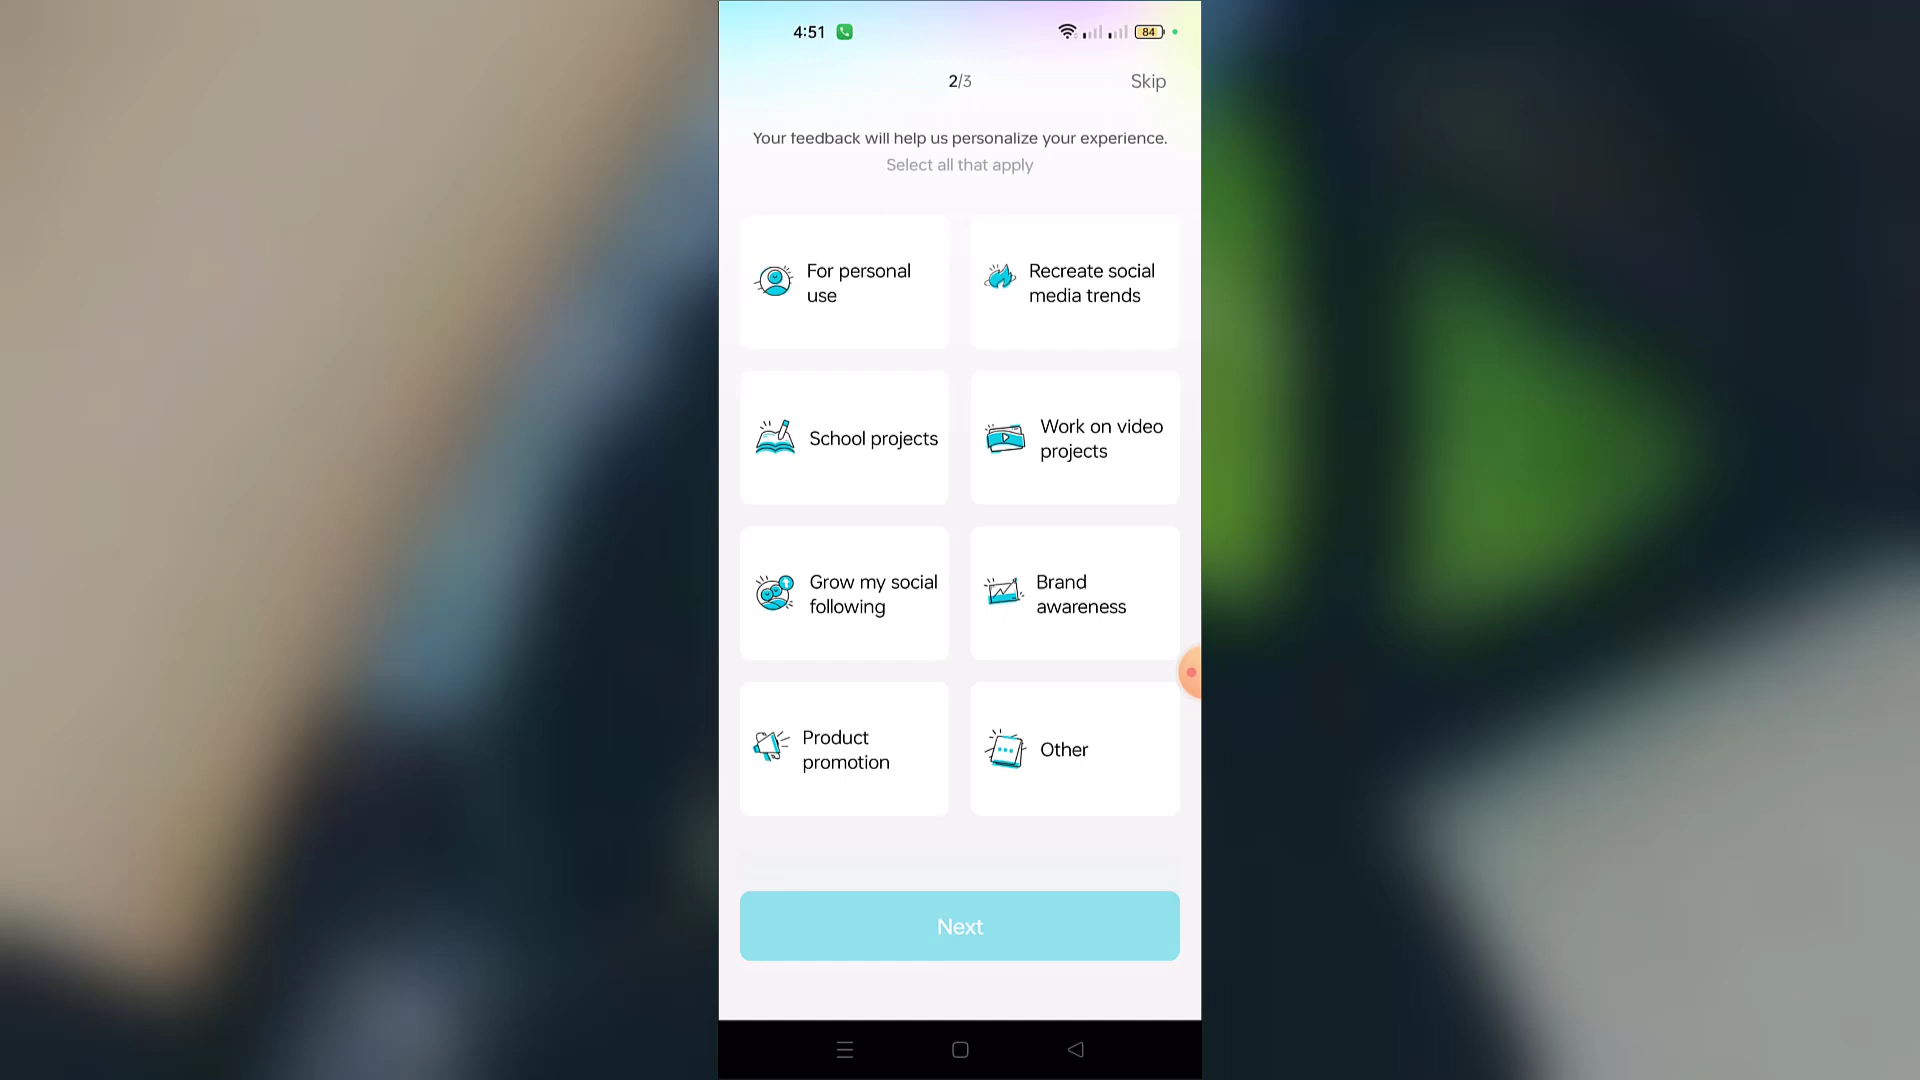 4:51
84
2/3
Skip
Your feedback will help us personalize your experience.
Select all that apply
For personal
use
Recreate social
media trends
School projects
Work on video
projects
Grow my social
following
Brand
awareness
Product
promotion
Other
Next